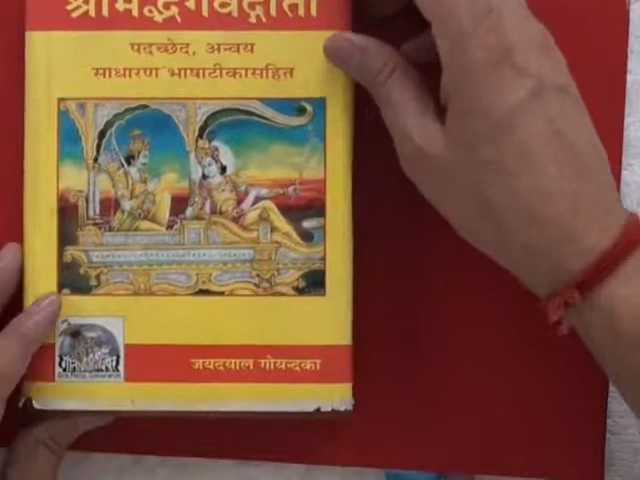 श्रीमद्भगवद्गीता
पदच्छेद, अन्वय
साधारण भाषाटीकासहित
जयदयाल गोयन्दका